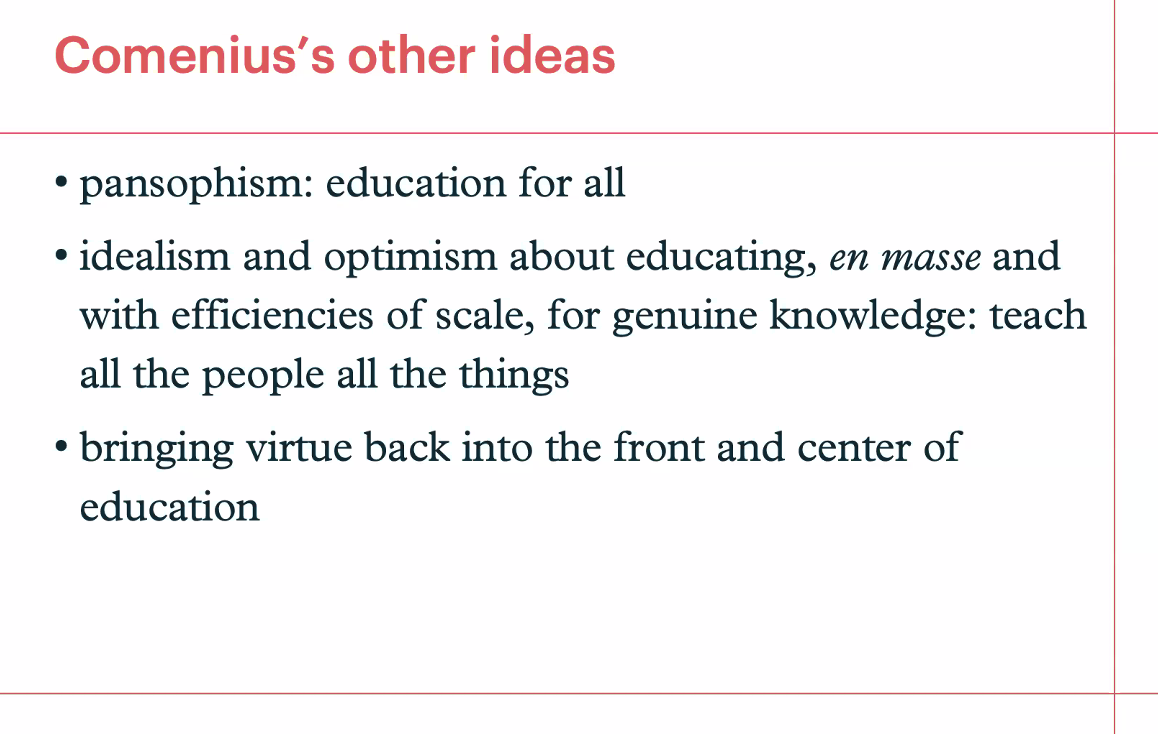 Comenius′s other ideas
• pansophism: education for all
• idealism and optimism about educating, en masse and
with efficiencies of scale, for genuine knowledge: teach
all the people all the things
• bringing virtue back into the front and center of
education